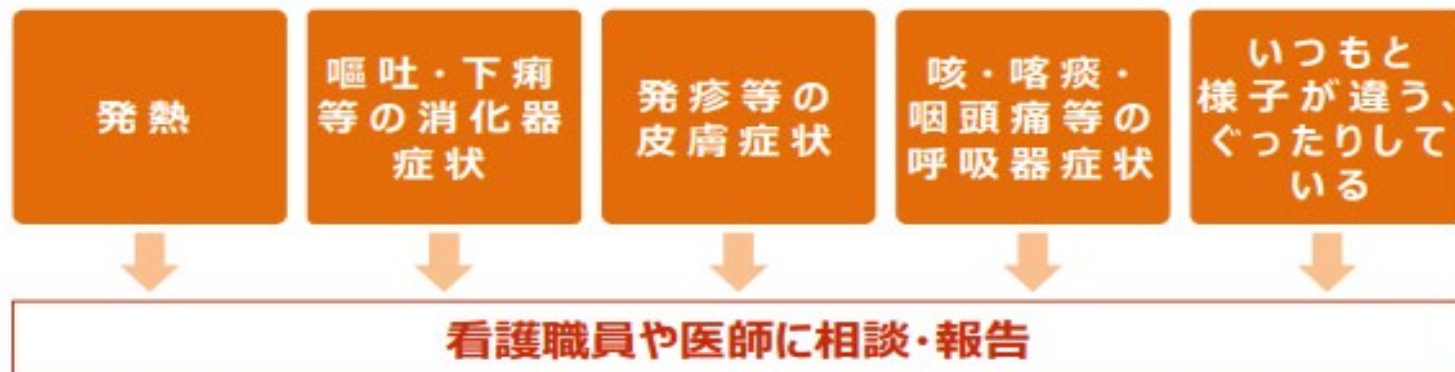 発熱
嘔吐・下痢
等の消化器
症状
発疹等の
皮膚症状
咳・喀痰・
咽頭痛等の
呼吸器症状
いつもと
様子が違う、
ぐったりして
いる
看護職員や医師に相談・報告